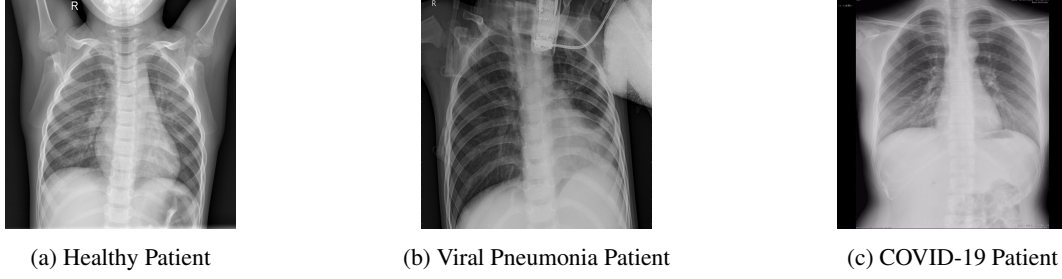 R
R
(a) Healthy Patient
(b) Viral Pneumonia Patient
(c) COVID-19 Patient